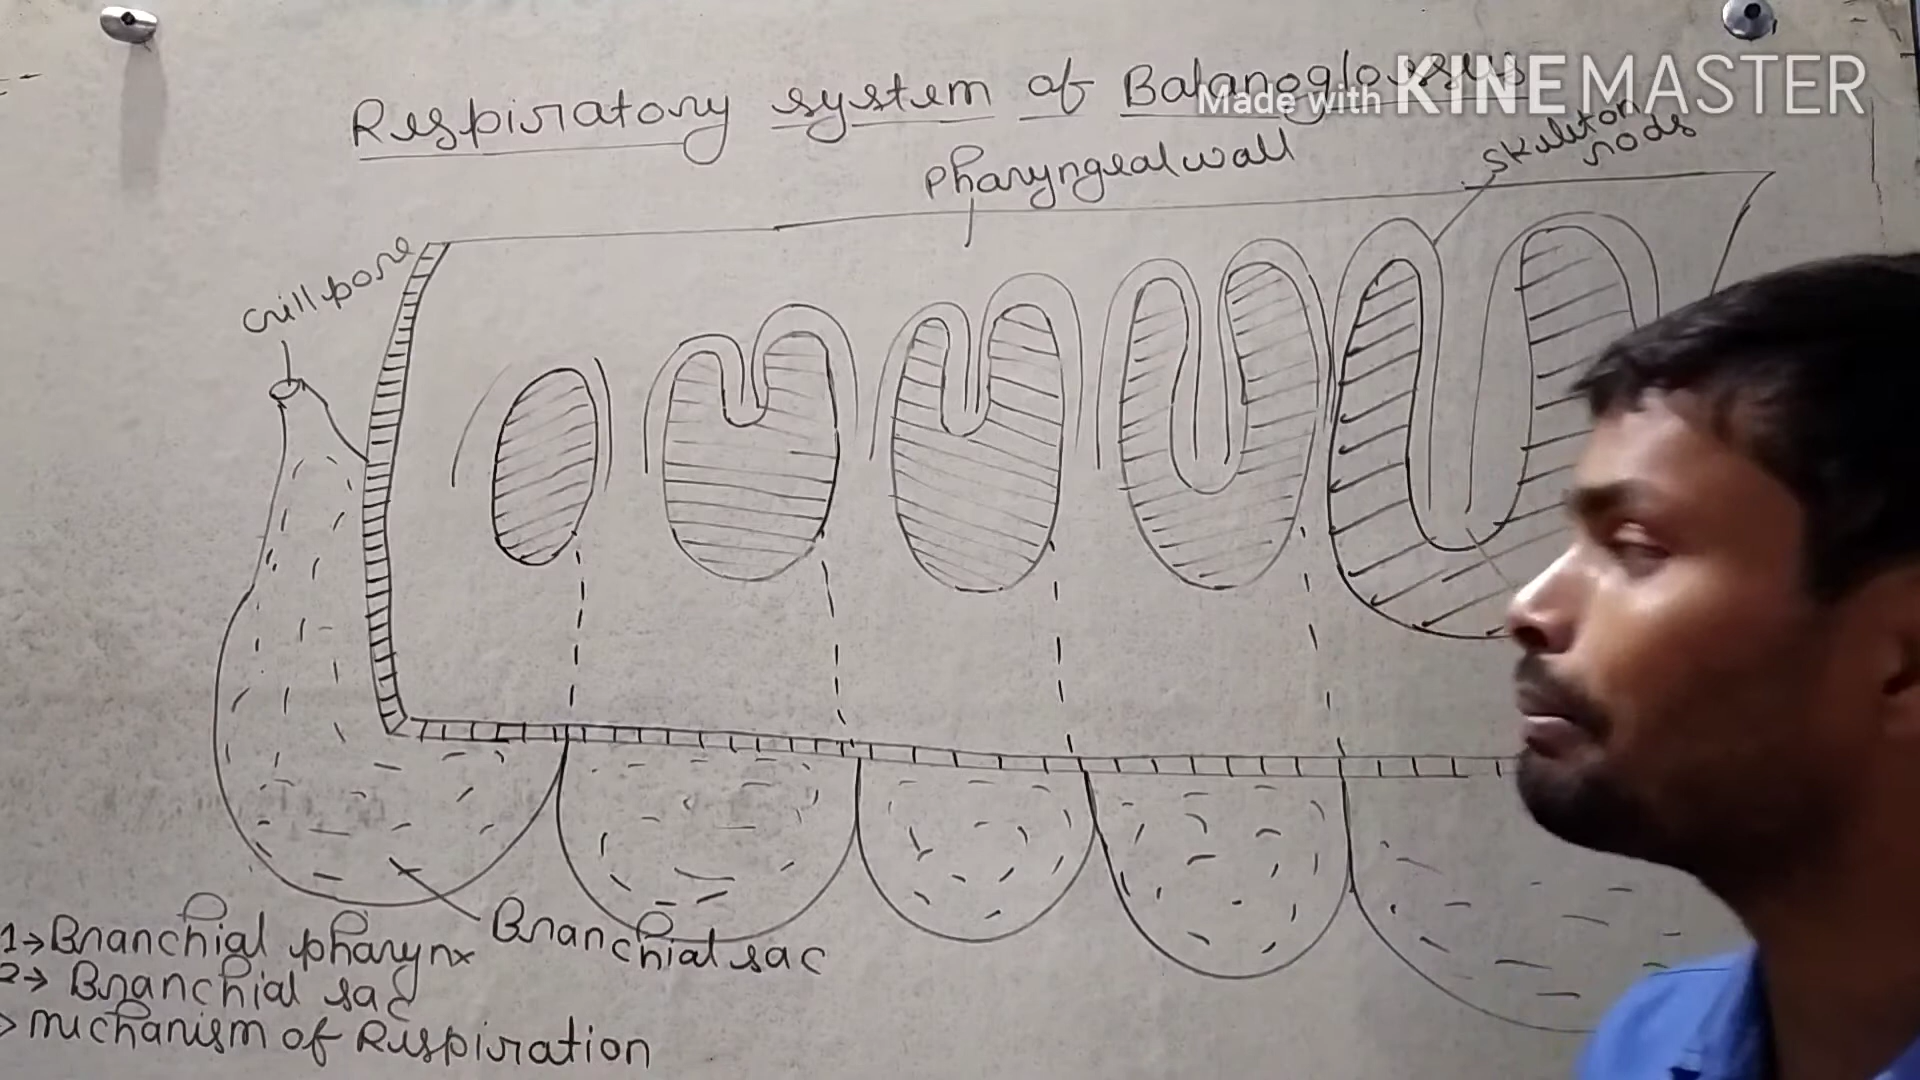 Respiratory system of Balanoglossus
Made with KINEMASTER
Pharyngeal wall
Skeleton
rods
Gill pore
Branchial sac
1→ Branchial pharynx
2→ Branchial sac
> Mechanism of Respiration